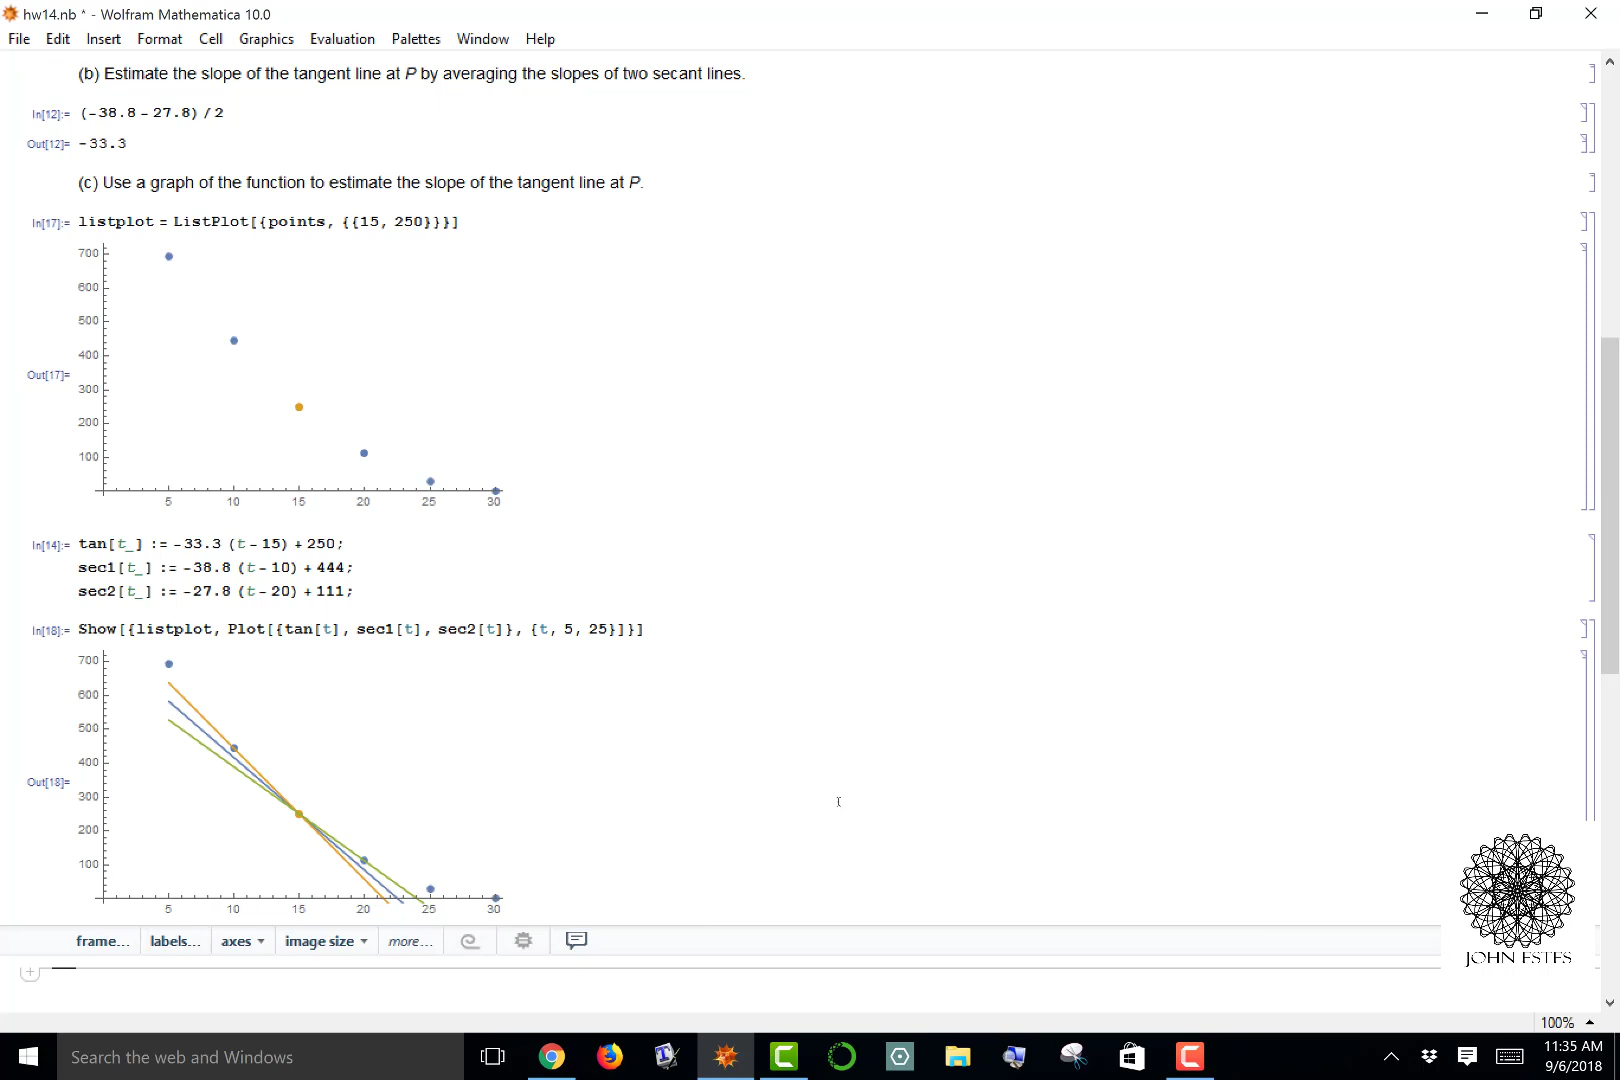 hw14.nb * - Wolfram Mathematica 10.0
File Edit Insert Format Cell Graphics Evaluation Palettes Window Help
(b) Estimate the slope of the tangent line at P by averaging the slopes of two secant lines.
In[12]:= (-38.8 - 27.8) / 2
Out[12]= -33.3
(c) Use a graph of the function to estimate the slope of the tangent line at P.
In[17]:= listplot = ListPlot[{points, {{15, 250}}}]
700
600
500
400
Out[17]=
300
200
100
5 10 15 20 25 30
In[14]:= tan[t_] := -33.3 (t - 15) + 250;
sec1[t_] := -38.8 (t - 10) + 444;
sec2[t_] := -27.8 (t - 20) + 111;
In[18]:= Show[{listplot, Plot[{tan[t], sec1[t], sec2[t]}, {t, 5, 25}]}]
700
600
500
400
Out[18]=
300
200
100
5 10 15 20 25 30
frame... labels... axes image size more...
JOHN ESTES
100%
Search the web and Windows
11:35 AM
9/6/2018